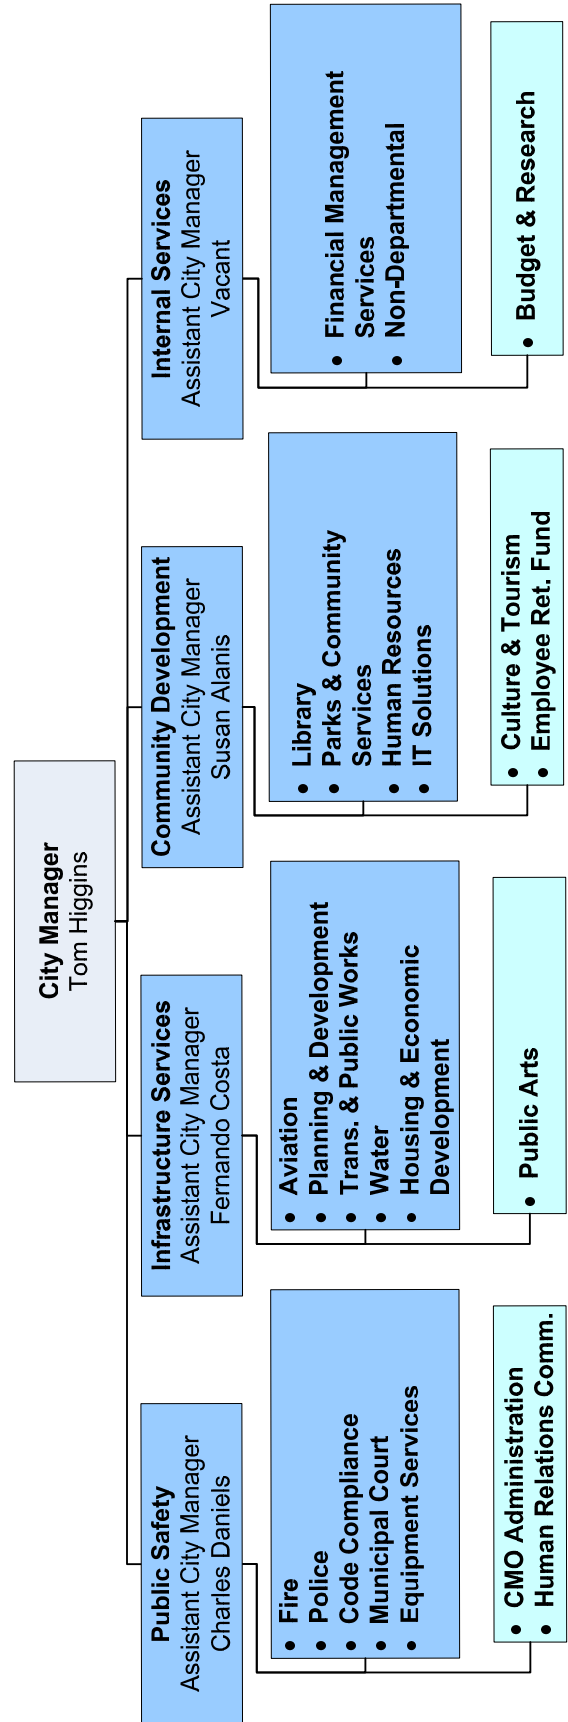 City Manager
Tom Higgins
Public Safety
Assistant City Manager
Charles Daniels
• Fire
• Police
• Code Compliance
• Municipal Court
• Equipment Services
• CMO Administration
• Human Relations Comm.
Infrastructure Services
Assistant City Manager
Fernando Costa
• Aviation
• Planning & Development
• Trans. & Public Works
• Water
• Housing & Economic
Development
• Public Arts
Community Development
Assistant City Manager
Susan Alanis
• Library
• Parks & Community
Services
• Human Resources
• IT Solutions
• Culture & Tourism
• Employee Ret. Fund
Internal Services
Assistant City Manager
Vacant
• Financial Management
Services
• Non-Departmental
• Budget & Research